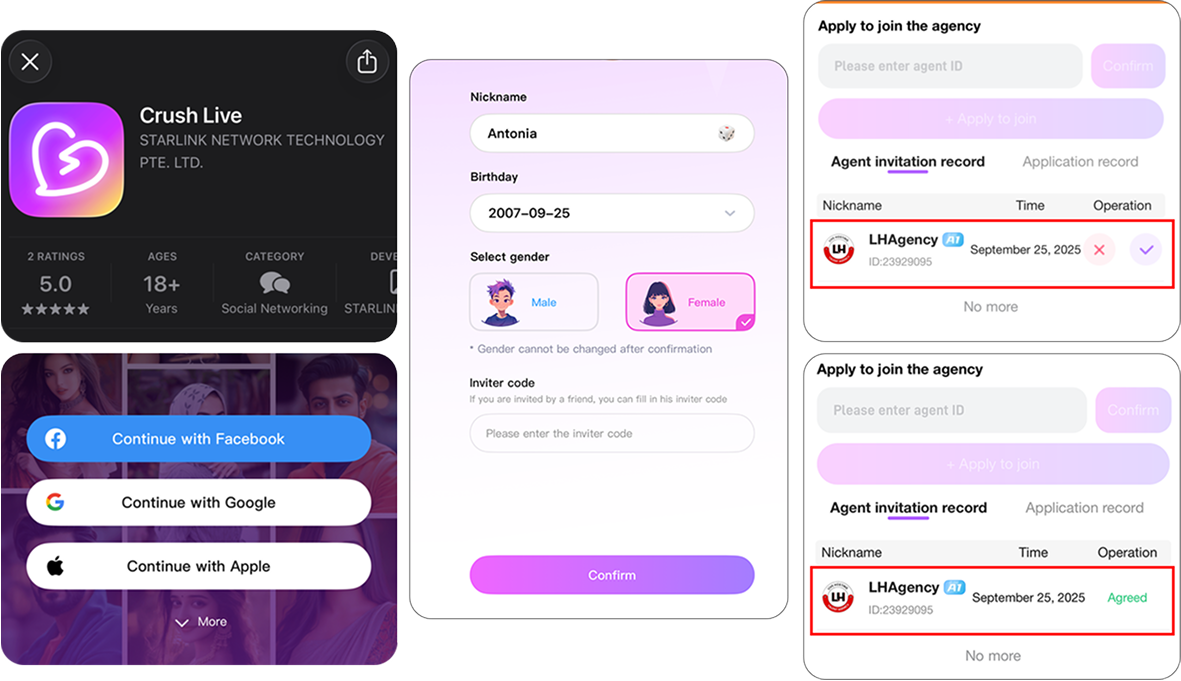 Crush Live
STARLINK NETWORK TECHNOLOGY
PTE. LTD.
2 RATINGS
5.0
AGES
18+
Years
CATEGORY
Social Networking
DEVE
STARLIN
Continue with Facebook
Continue with Google
Continue with Apple
More
Nickname
Antonia
Birthday
2007-09-25
Select gender
Male
Female
* Gender cannot be changed after confirmation
Inviter code
If you are invited by a friend, you can fill in his inviter code
Please enter the inviter code
Confirm
Apply to join the agency
Please enter agent ID
Confirm
+ Apply to join
Agent invitation record
Application record
Nickname Time Operation
LH
LHAgency A1
September 25, 2025
ID:23929095
No more
Apply to join the agency
Please enter agent ID
Confirm
+ Apply to join
Agent invitation record
Application record
Nickname Time Operation
LH
LHAgency A1
September 25, 2025 Agreed
ID:23929095
No more